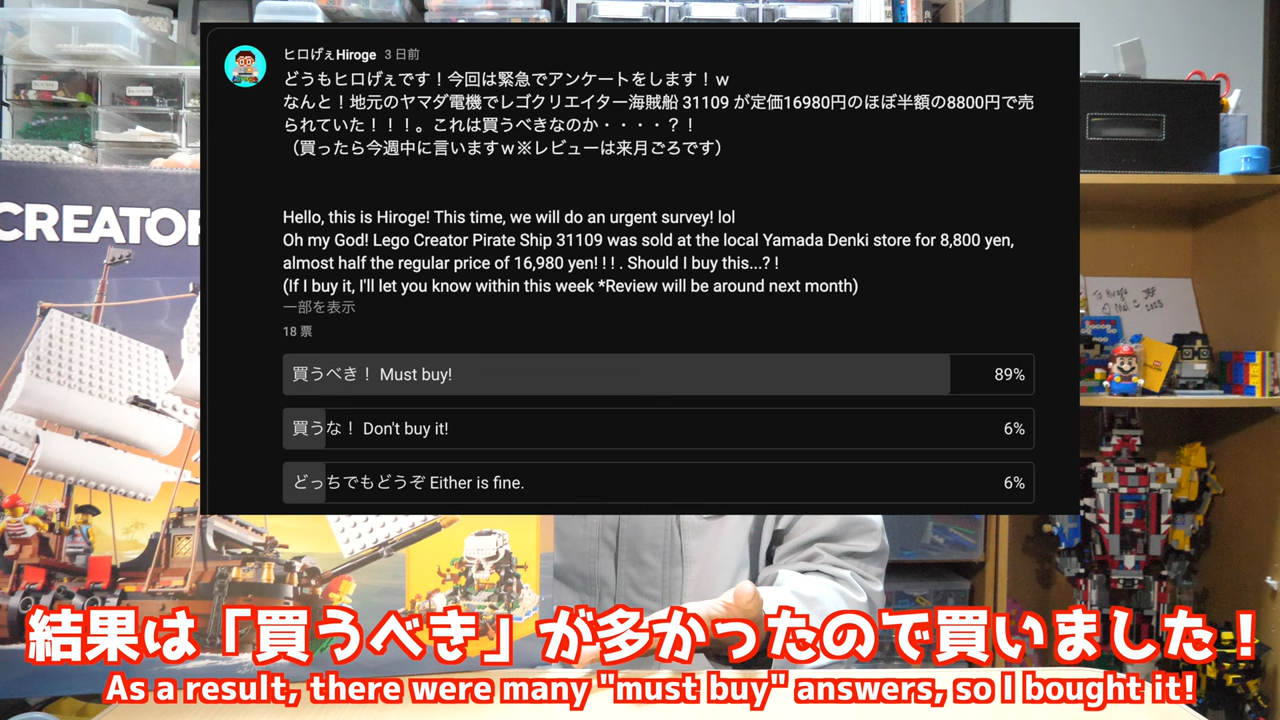 ヒロげぇHiroge 3 日前
どうもヒロげぇです！今回は緊急でアンケートをします！ｗ
なんと！地元のヤマダ電機でレゴクリエイター海賊船 31109 が定価16980円のほぼ半額の8800円で売
られていた！！！。これは買うべきなのか・・・・？！
（買ったら今週中に言いますｗ※レビューは来月ごろです）
Hello, this is Hiroge! This time, we will do an urgent survey! lol
Oh my God! Lego Creator Pirate Ship 31109 was sold at the local Yamada Denki store for 8,800 yen,
almost half the regular price of 16,980 yen! ! ! . Should I buy this...? !
(If I buy it, I'll let you know within this week *Review will be around next month)
一部を表示
18 票
買うべき！ Must buy! 89%
買うな！ Don't buy it! 6%
どっちでもどうぞ Either is fine. 6%
CREATOR
To Hiroge
2023
結果は「買うべき」が多かったので買いました！
As a result, there were many "must buy" answers, so I bought it!